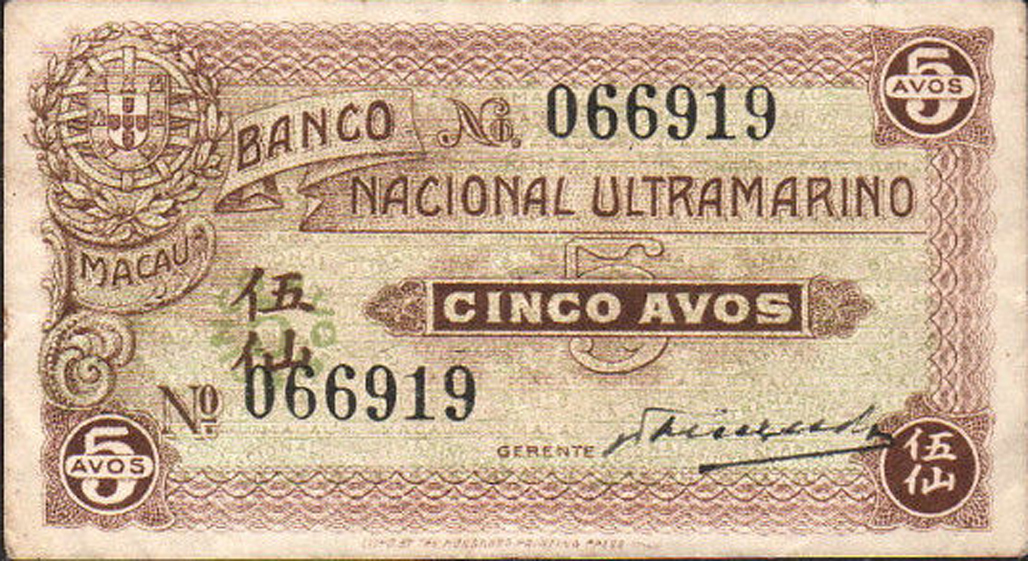 5
AVOS
BANCO
No. 066919
NACIONAL ULTRAMARINO
MACAU
5
CINCO AVOS
伍
仙
No. 066919
GERENTE
5
AVOS
伍
仙